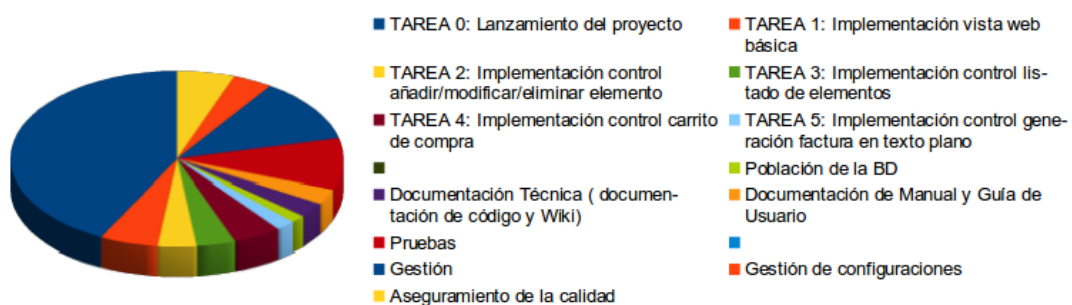 TAREA 0: Lanzamiento del proyecto
TAREA 1: Implementación vista web
básica
TAREA 2: Implementación control
añadir/modificar/eliminar elemento
TAREA 3: Implementación control lis-
tado de elementos
TAREA 4: Implementación control carrito
de compra
TAREA 5: Implementación control gene-
ración factura en texto plano
Población de la BD
Documentación Técnica ( documen-
tación de código y Wiki)
Documentación de Manual y Guía de
Usuario
Pruebas
Gestión
Gestión de configuraciones
Aseguramiento de la calidad